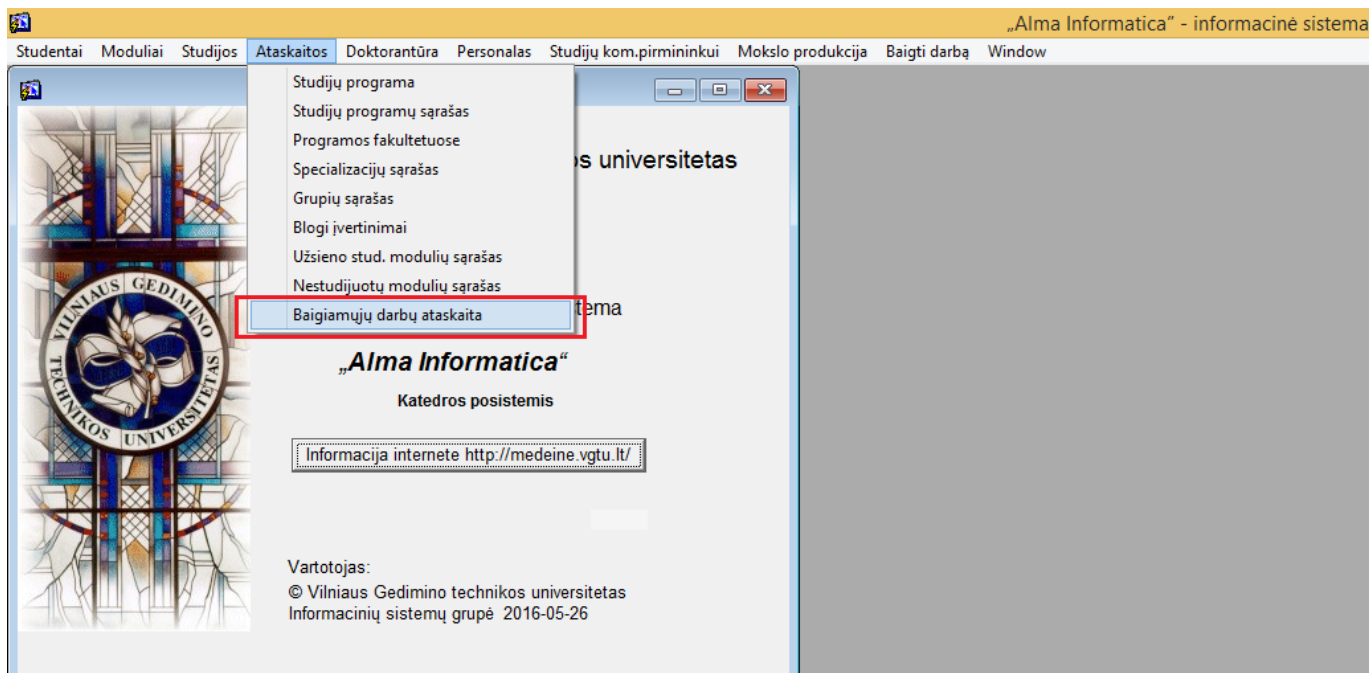 „Alma Informatica“ - informacinė sistema
Studentai Moduliai Studijos Ataskaitos Doktorantūra Personalas Studijų kom.pirmininkui Mokslo produkcija Baigti darbą Window
Studijų programa
Studijų programų sąrašas
Programos fakultetuose
Specializacijų sąrašas
Grupių sąrašas
Blogi įvertinimai
Užsieno stud. modulių sąrašas
Nestudijuotų modulių sąrašas
Baigiamųjų darbų ataskaita
os universitetas
tema
„Alma Informatica“
Katedros posistemis
Informacija internete http://medeine.vgtu.lt/
Vartotojas:
© Vilniaus Gedimino technikos universitetas
Informacinių sistemų grupė 2016-05-26
VILNIAUS GEDIMINO
TECHNIKOS UNIVERSITETAS